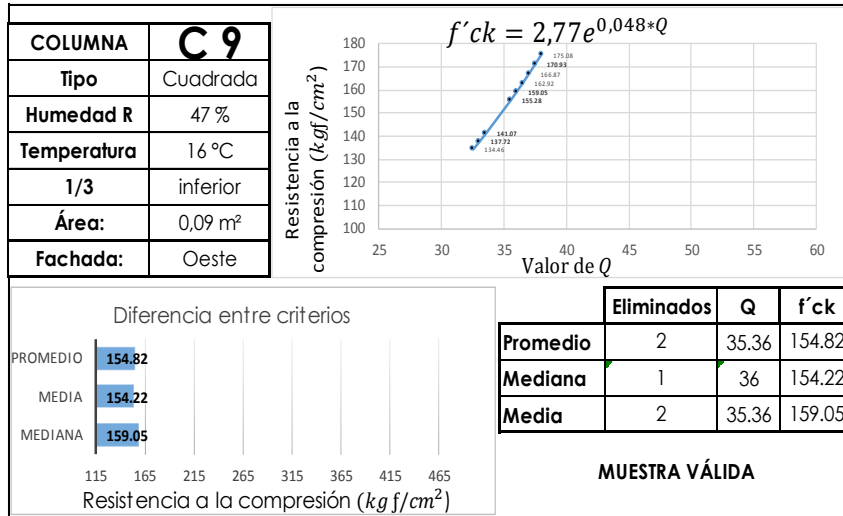 COLUMNA C 9
Tipo Cuadrada
Humedad R 47 %
Temperatura 16 °C
1/3 inferior
Área: 0,09 m²
Fachada: Oeste
f´ck = 2,77e^{0,048*Q}
Resistencia a la
compresión (kgf/cm²)
180
170
160
150
140
130
120
110
100
175.08
170.93
166.87
162.92
159.05
155.28
141.07
137.72
134.46
25 30 35 40 45 50 55 60
Valor de Q
Diferencia entre criterios
PROMEDIO 154.82
MEDIA 154.22
MEDIANA 159.05
115 165 215 265 315 365 415 465
Resistencia a la compresión (kg f/cm²)
Eliminados Q f´ck
Promedio 2 35.36 154.82
Mediana 1 36 154.22
Media 2 35.36 159.05
MUESTRA VÁLIDA